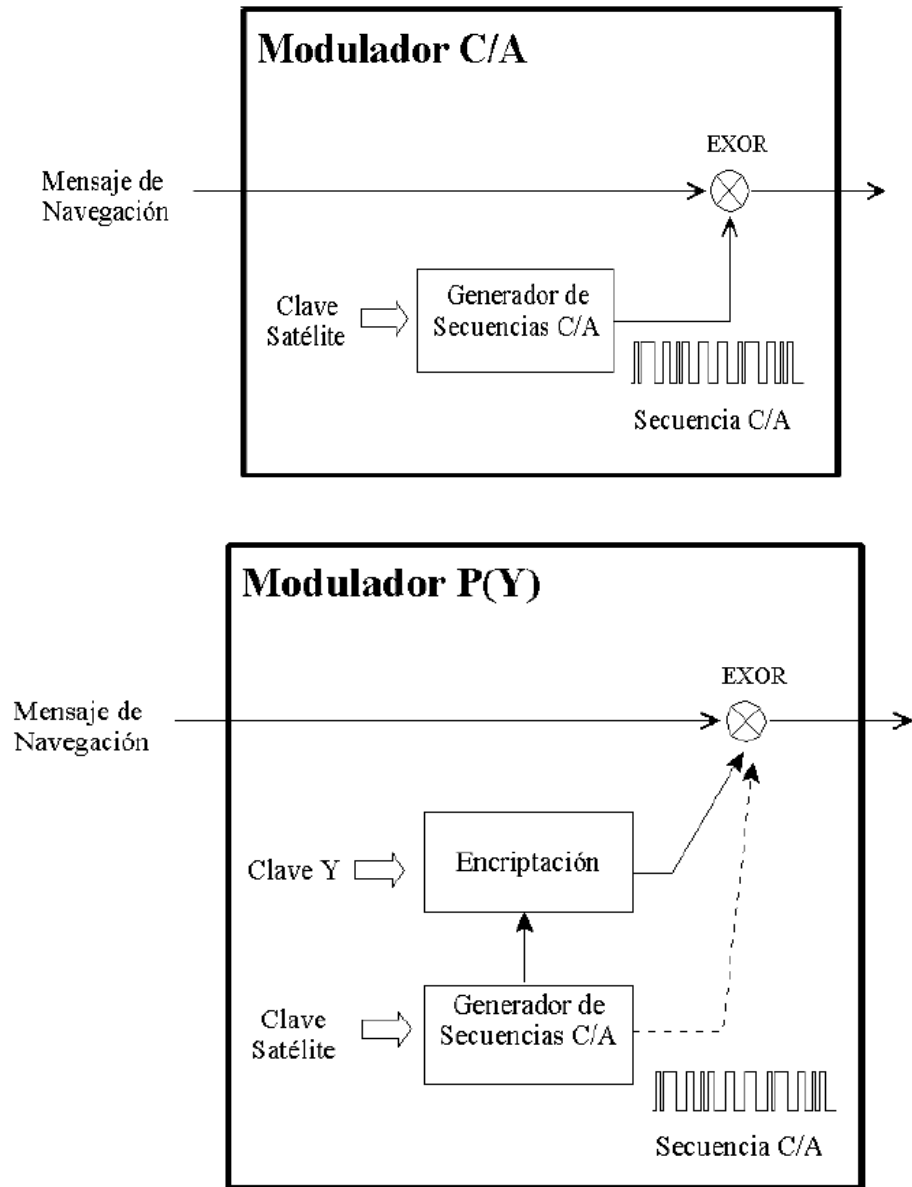 Modulador C/A
EXOR
Mensaje de
Navegación
Clave
Satélite
Generador de
Secuencias C/A
Secuencia C/A
Modulador P(Y)
EXOR
Mensaje de
Navegación
Clave Y
Encriptación
Clave
Satélite
Generador de
Secuencias C/A
Secuencia C/A